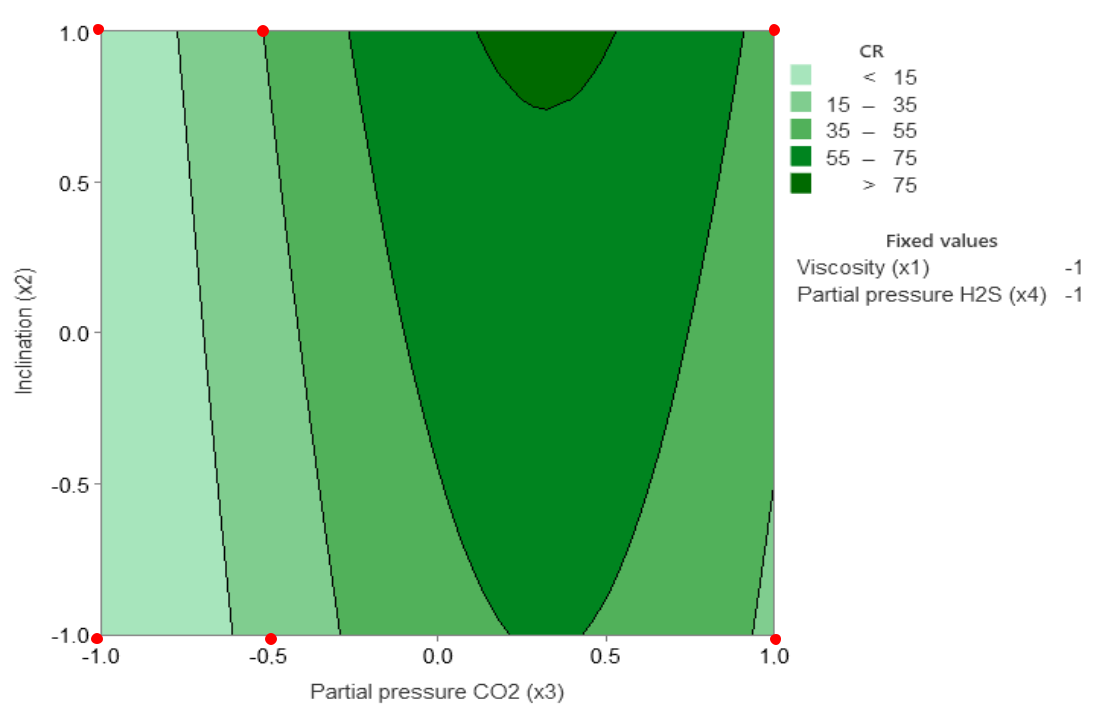 1.0
0.5
0.0
-0.5
-1.0
Inclination (x2)
-1.0 -0.5 0.0 0.5 1.0
Partial pressure CO2 (x3)
CR
< 15
15 – 35
35 – 55
55 – 75
> 75
Fixed values
Viscosity (x1) -1
Partial pressure H2S (x4) -1